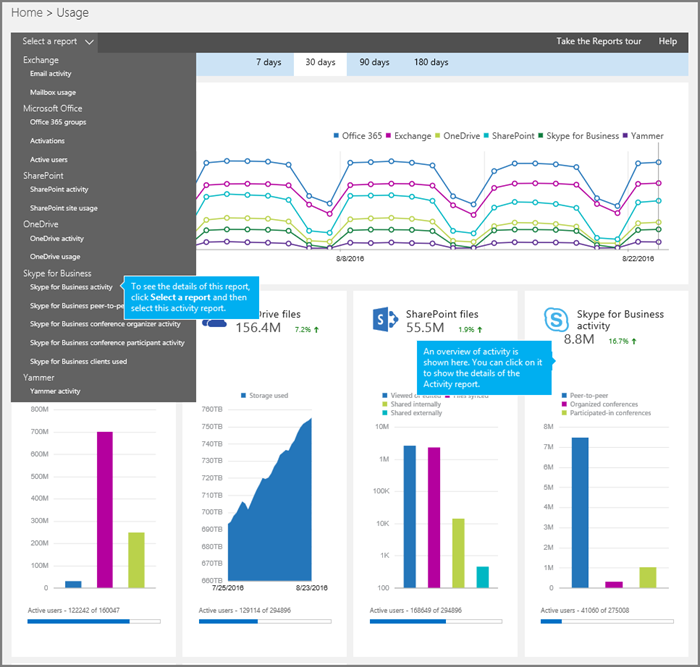 Home > Usage
Select a report
Take the Reports tour
Help
7 days
30 days
90 days
180 days
Exchange
Email activity
Mailbox usage
Microsoft Office
Office 365 groups
Activations
Active users
SharePoint
SharePoint activity
SharePoint site usage
OneDrive
OneDrive activity
OneDrive usage
Skype for Business
Skype for Business activity
Skype for Business peer-to-pe
Skype for Business conference organizer activity
Skype for Business conference participant activity
Skype for Business clients used
Yammer
Yammer activity
To see the details of this report,
click Select a report and then
select this activity report.
Office 365
Exchange
OneDrive
SharePoint
Skype for Business
Yammer
8/8/2016
8/22/2016
800M
700M
600M
500M
400M
300M
200M
100M
0
Active users - 122242 of 160047
Drive files
156.4M
7.2%
Storage used
760TB
750TB
740TB
730TB
720TB
710TB
700TB
690TB
680TB
660TB
7/25/2016
8/23/2016
Active users - 129114 of 294896
SharePoint files
55.5M
1.9%
An overview of activity is
shown here. You can click on it
to show the details of the
Activity report.
Shared internally
Shared externally
10M
1M
100K
10K
1K
100
Active users - 168649 of 294896
Skype for Business
activity
8.8M
16.7%
Peer-to-peer
Organized conferences
Participated-in conferences
8M
7M
6M
5M
4M
3M
2M
1M
0
Active users - 41060 of 275008